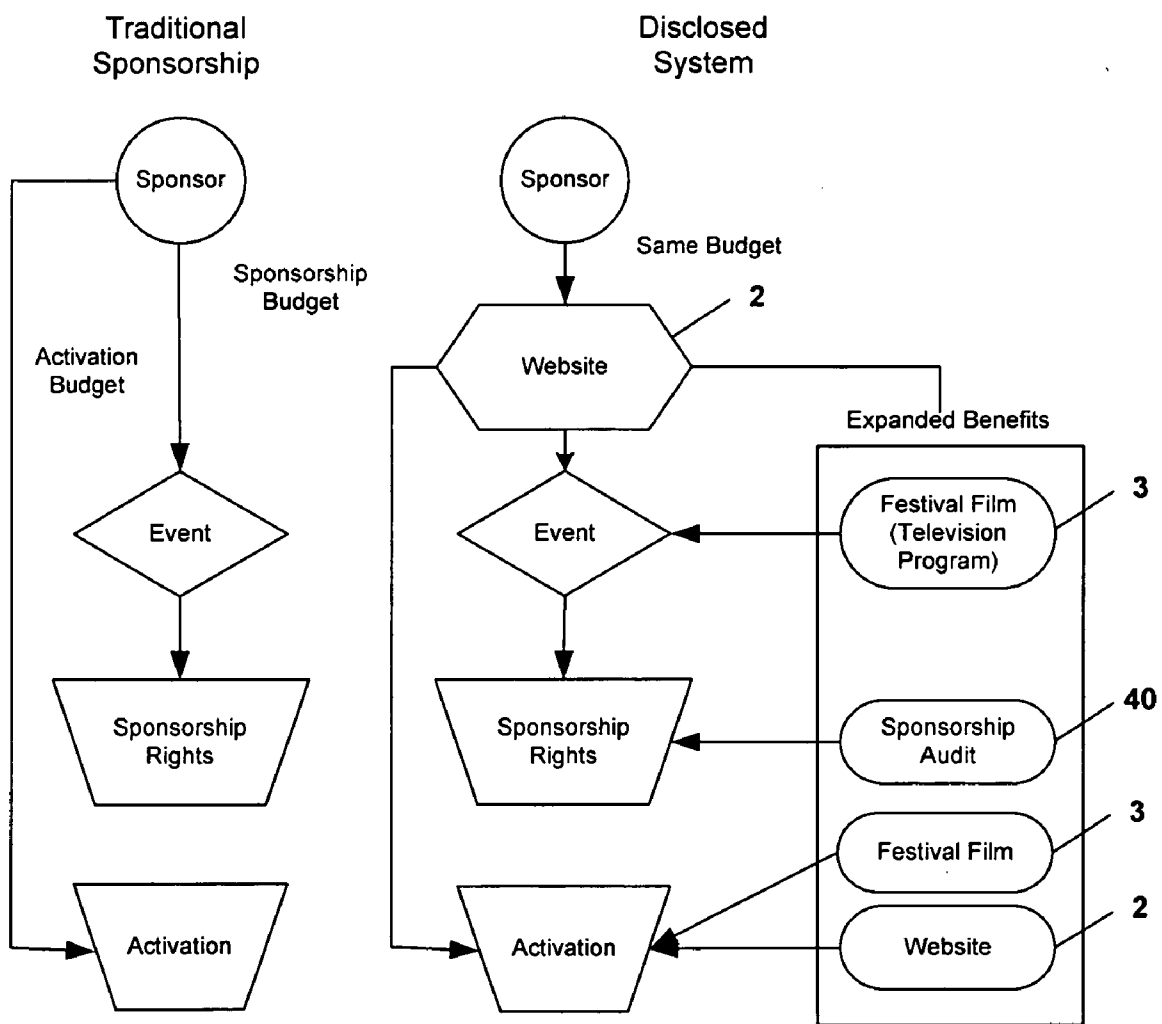 Traditional
Sponsorship
Disclosed
System
Sponsor
Sponsor
Same Budget
Sponsorship
Budget
2
Website
Activation
Budget
Expanded Benefits
Event
Event
Festival Film
(Television
Program)
3
Sponsorship
Rights
Sponsorship
Rights
Sponsorship
Audit
40
Festival Film
3
Activation
Activation
Website
2